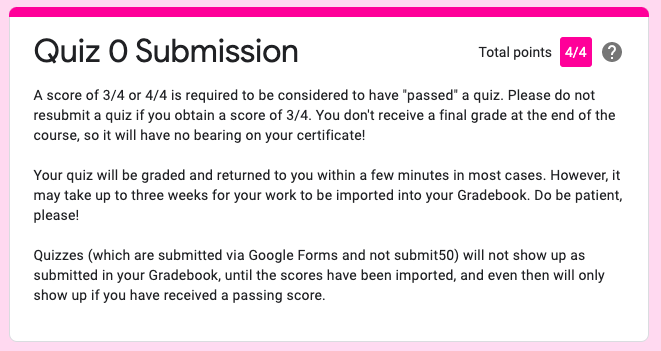 Quiz 0 Submission
Total points 4/4 ?
A score of 3/4 or 4/4 is required to be considered to have "passed" a quiz. Please do not
resubmit a quiz if you obtain a score of 3/4. You don't receive a final grade at the end of the
course, so it will have no bearing on your certificate!
Your quiz will be graded and returned to you within a few minutes in most cases. However, it
may take up to three weeks for your work to be imported into your Gradebook. Do be patient,
please!
Quizzes (which are submitted via Google Forms and not submit50) will not show up as
submitted in your Gradebook, until the scores have been imported, and even then will only
show up if you have received a passing score.